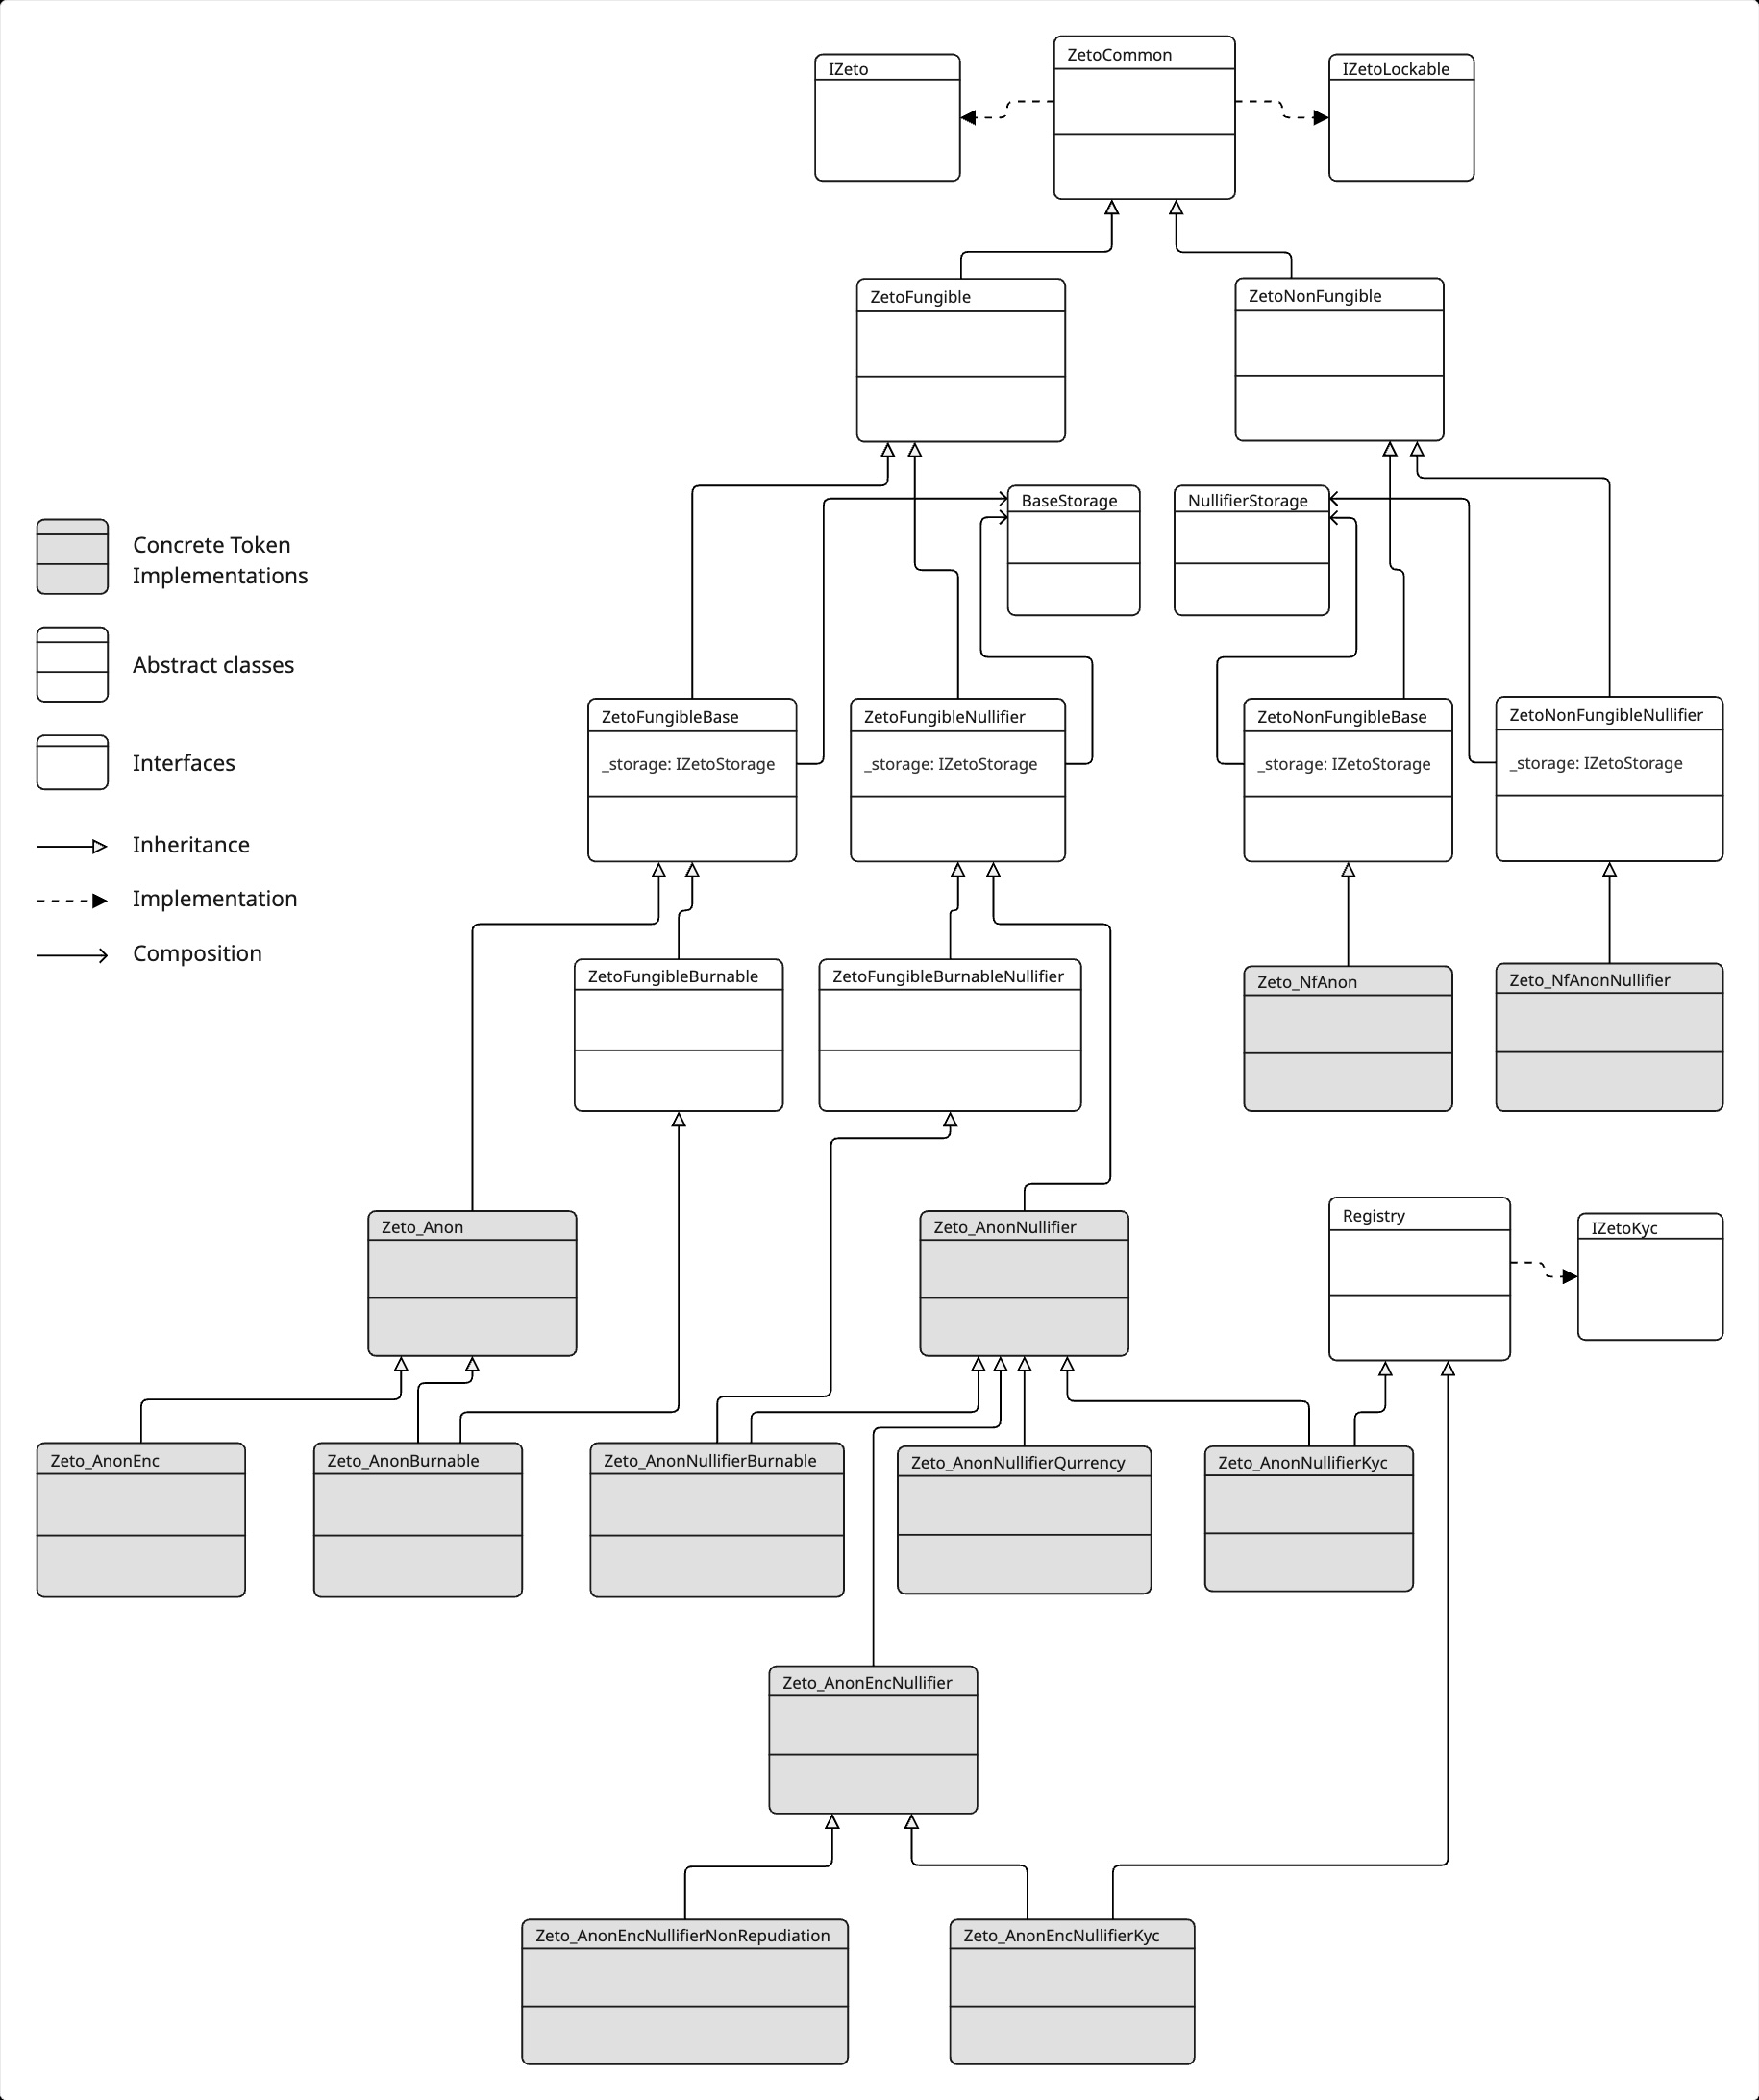 IZeto
ZetoCommon
IZetoLockable
ZetoFungible
ZetoNonFungible
BaseStorage
NullifierStorage
Concrete Token
Implementations
Abstract classes
Interfaces
Inheritance
Implementation
Composition
ZetoFungibleBase
_storage: IZetoStorage
ZetoFungibleNullifier
_storage: IZetoStorage
ZetoNonFungibleBase
_storage: IZetoStorage
ZetoNonFungibleNullifier
_storage: IZetoStorage
ZetoFungibleBurnable
ZetoFungibleBurnableNullifier
Zeto_NfAnon
Zeto_NfAnonNullifier
Zeto_Anon
Zeto_AnonNullifier
Registry
IZetoKyc
Zeto_AnonEnc
Zeto_AnonBurnable
Zeto_AnonNullifierBurnable
Zeto_AnonNullifierQurrency
Zeto_AnonNullifierKyc
Zeto_AnonEncNullifier
Zeto_AnonEncNullifierNonRepudiation
Zeto_AnonEncNullifierKyc